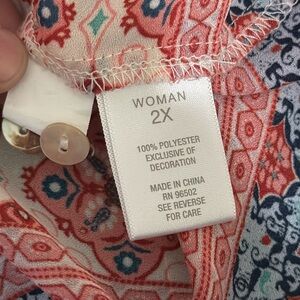 WOMAN
2X
100% POLYESTER
EXCLUSIVE OF
DECORATION
MADE IN CHINA
RN 96502
SEE REVERSE
FOR CARE